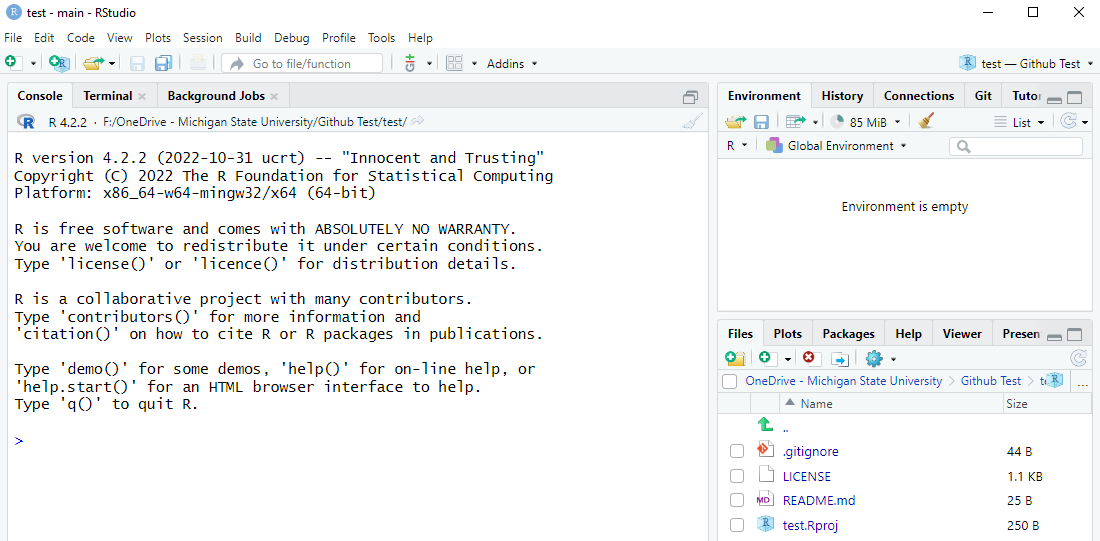 test - main - RStudio
File Edit Code View Plots Session Build Debug Profile Tools Help
Go to file/function Addins test — Github Test
Console Terminal Background Jobs
R 4.2.2 · F:/OneDrive - Michigan State University/Github Test/test/
R version 4.2.2 (2022-10-31 ucrt) -- "Innocent and Trusting"
Copyright (C) 2022 The R Foundation for Statistical Computing
Platform: x86_64-w64-mingw32/x64 (64-bit)
R is free software and comes with ABSOLUTELY NO WARRANTY.
You are welcome to redistribute it under certain conditions.
Type 'license()' or 'licence()' for distribution details.
R is a collaborative project with many contributors.
Type 'contributors()' for more information and
'citation()' on how to cite R or R packages in publications.
Type 'demo()' for some demos, 'help()' for on-line help, or
'help.start()' for an HTML browser interface to help.
Type 'q()' to quit R.
>
Environment History Connections Git Tuto
85 MiB List
R Global Environment
Environment is empty
Files Plots Packages Help Viewer Presen
OneDrive - Michigan State University > Github Test > te ...
Name Size
..
.gitignore 44 B
LICENSE 1.1 KB
README.md 25 B
test.Rproj 250 B